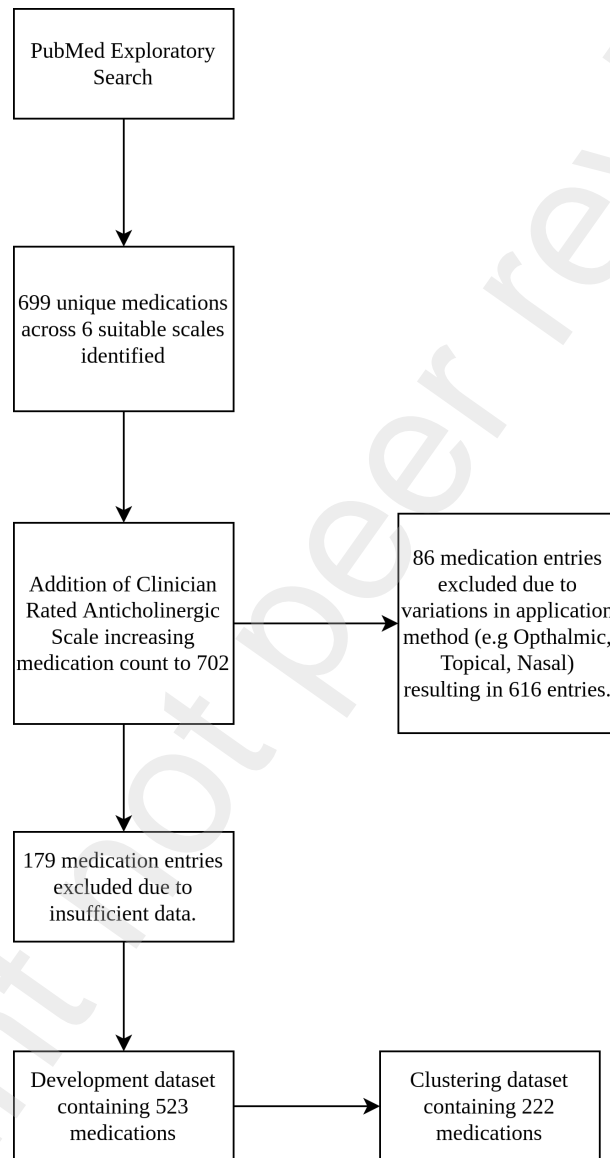 PubMed Exploratory
Search
699 unique medications
across 6 suitable scales
identified
Addition of Clinician
Rated Anticholinergic
Scale increasing
medication count to 702
86 medication entries
excluded due to
variations in application
method (e.g Opthalmic,
Topical, Nasal)
resulting in 616 entries.
179 medication entries
excluded due to
insufficient data.
Development dataset
containing 523
medications
Clustering dataset
containing 222
medications
not peer